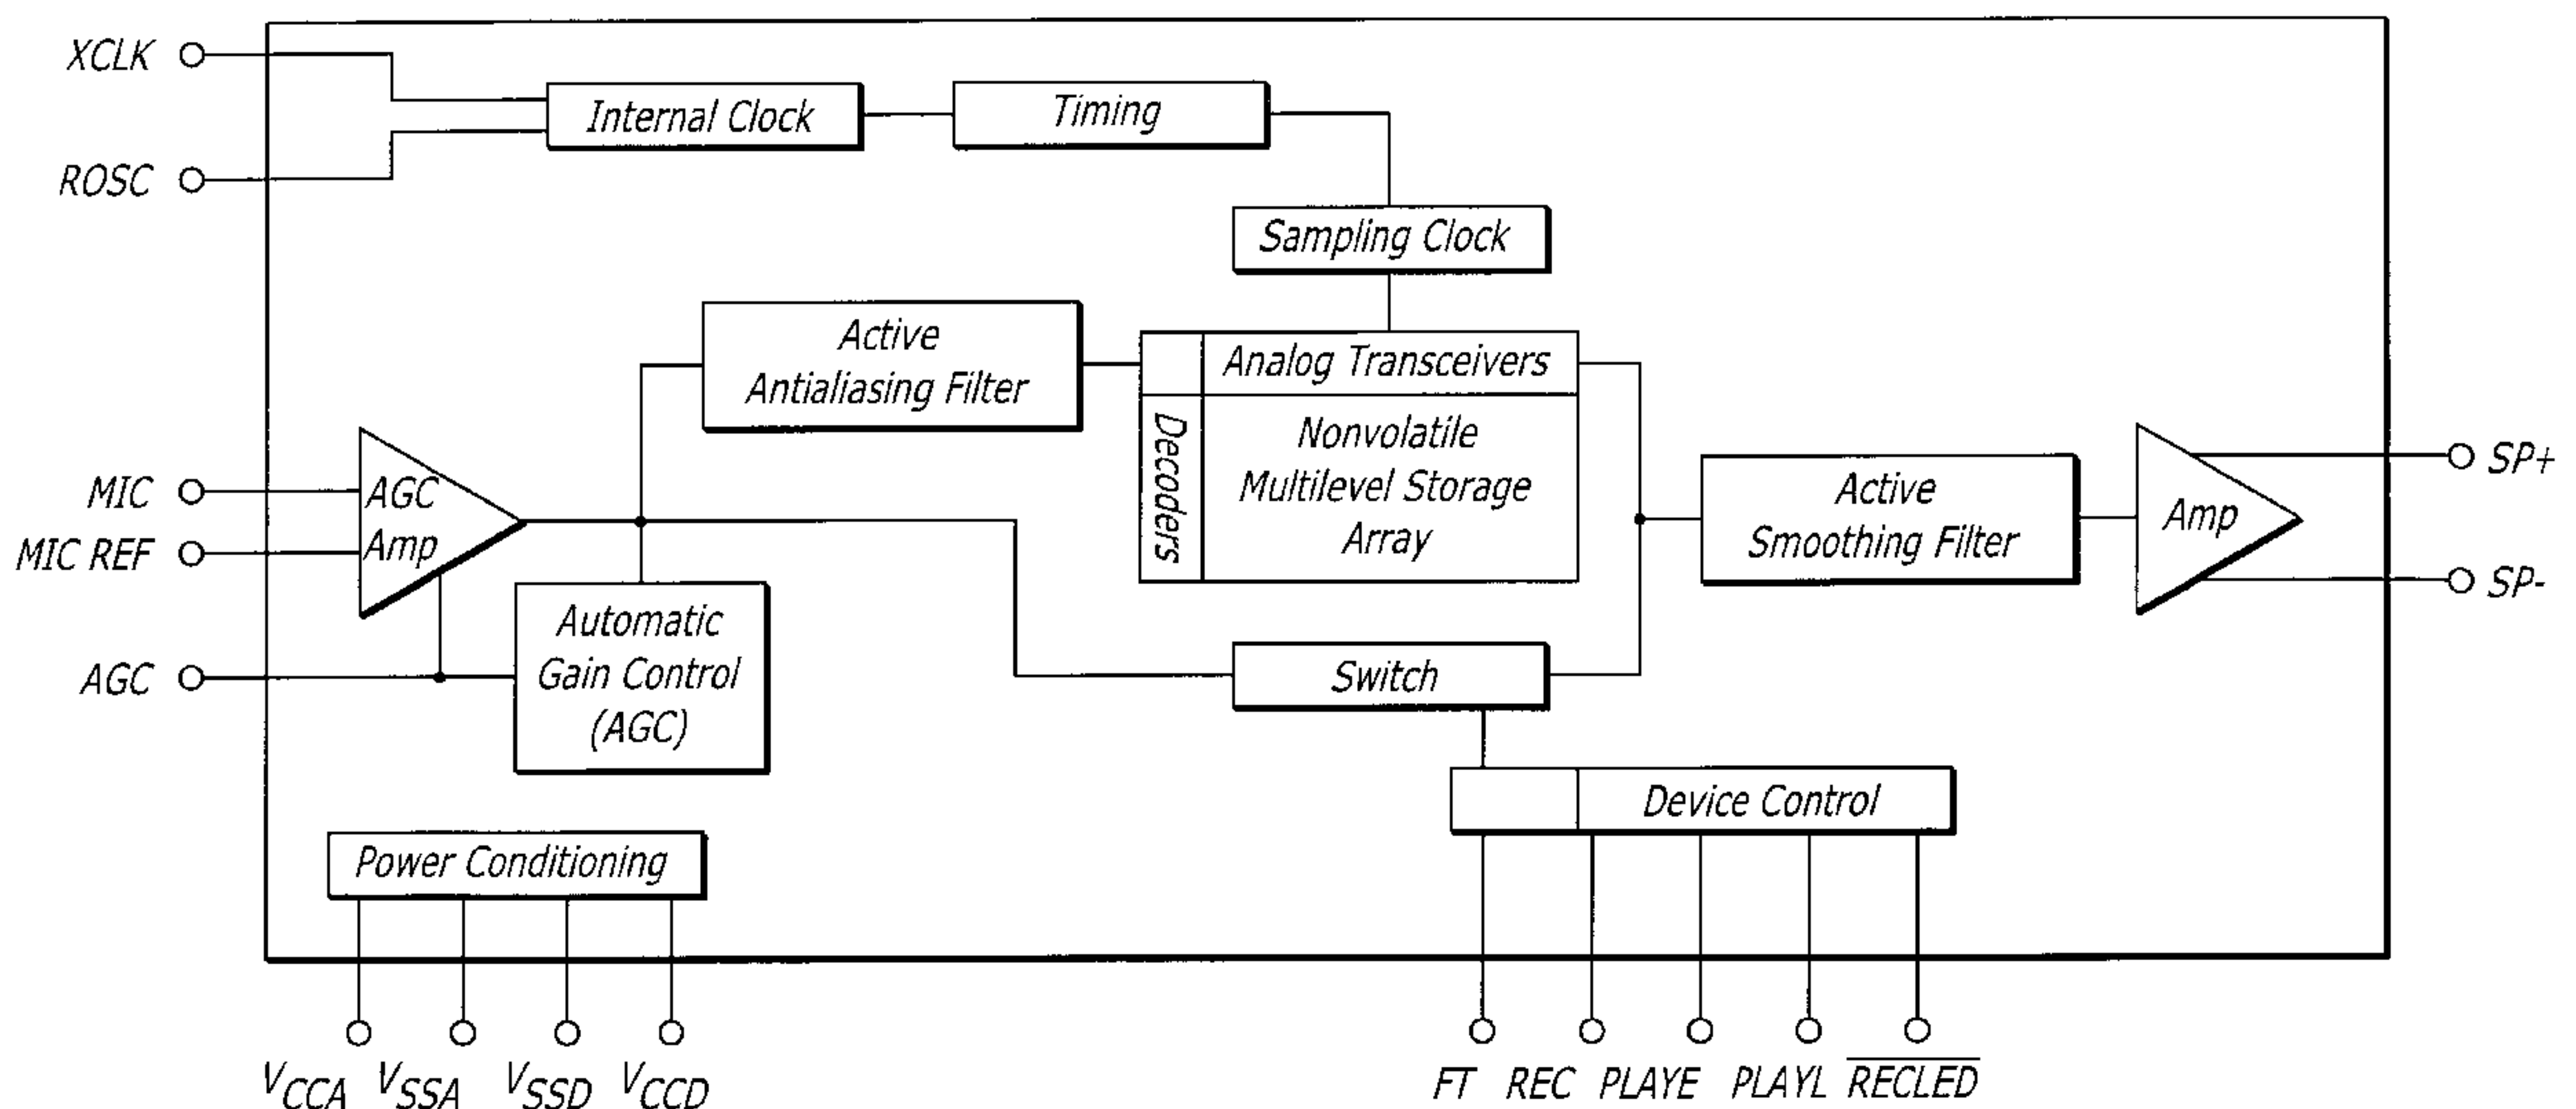 XCLK
Internal Clock
Timing
ROSC
Sampling Clock
Active
Antialiasing Filter
Analog Transceivers
Decoders
Nonvolatile
Multilevel Storage
Array
MIC
MIC REF
AGC
Amp
Active
Smoothing Filter
Amp
SP+
SP-
AGC
Automatic
Gain Control
(AGC)
Switch
Device Control
Power Conditioning
VCCA VSSA VSSD VCCD
FT REC PLAYE PLAYL RECLED